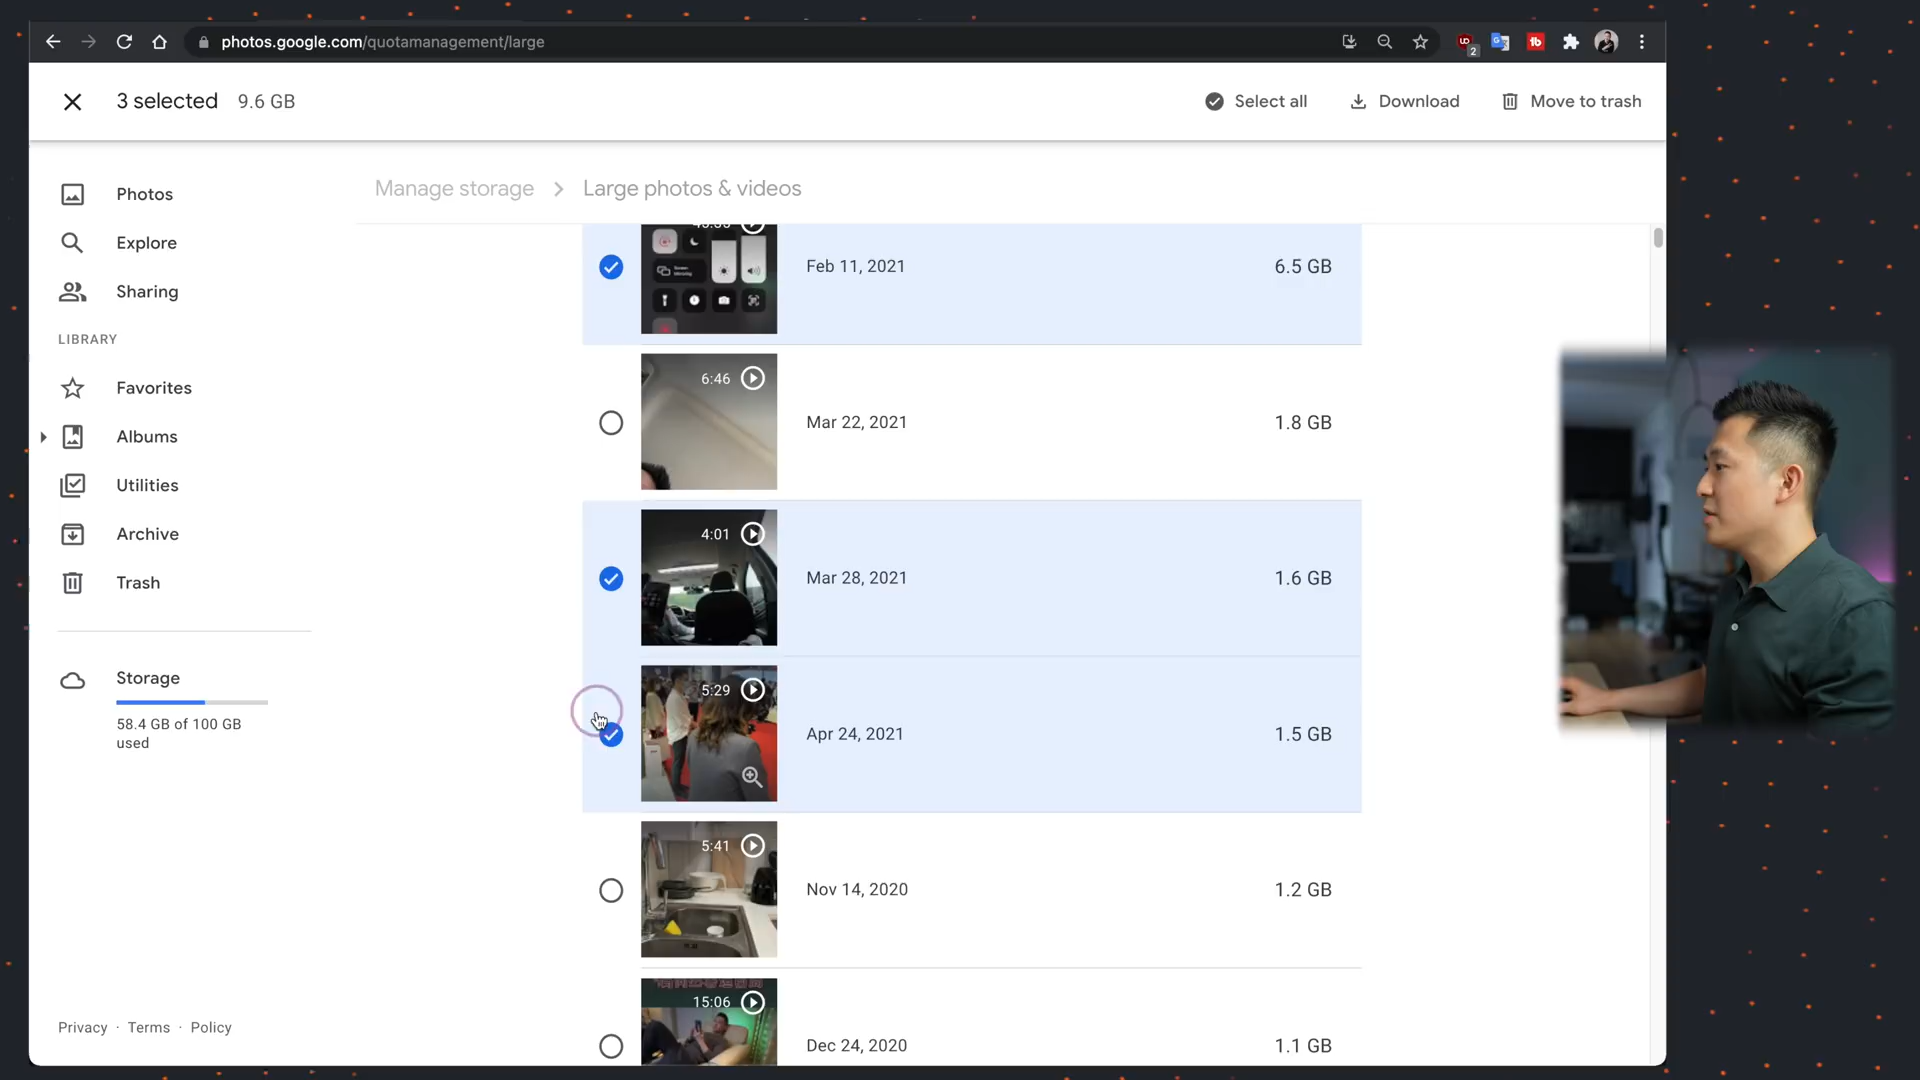 photos.google.com/quotamanagement/large
2
3 selected 9.6 GB
Select all
Download
Move to trash
Photos
Explore
Sharing
LIBRARY
Favorites
Albums
Utilities
Archive
Trash
Storage
58.4 GB of 100 GB
used
Privacy · Terms · Policy
Manage storage > Large photos & videos
Feb 11, 2021 6.5 GB
6:46
Mar 22, 2021 1.8 GB
4:01
Mar 28, 2021 1.6 GB
5:29
Apr 24, 2021 1.5 GB
5:41
Nov 14, 2020 1.2 GB
15:06
Dec 24, 2020 1.1 GB